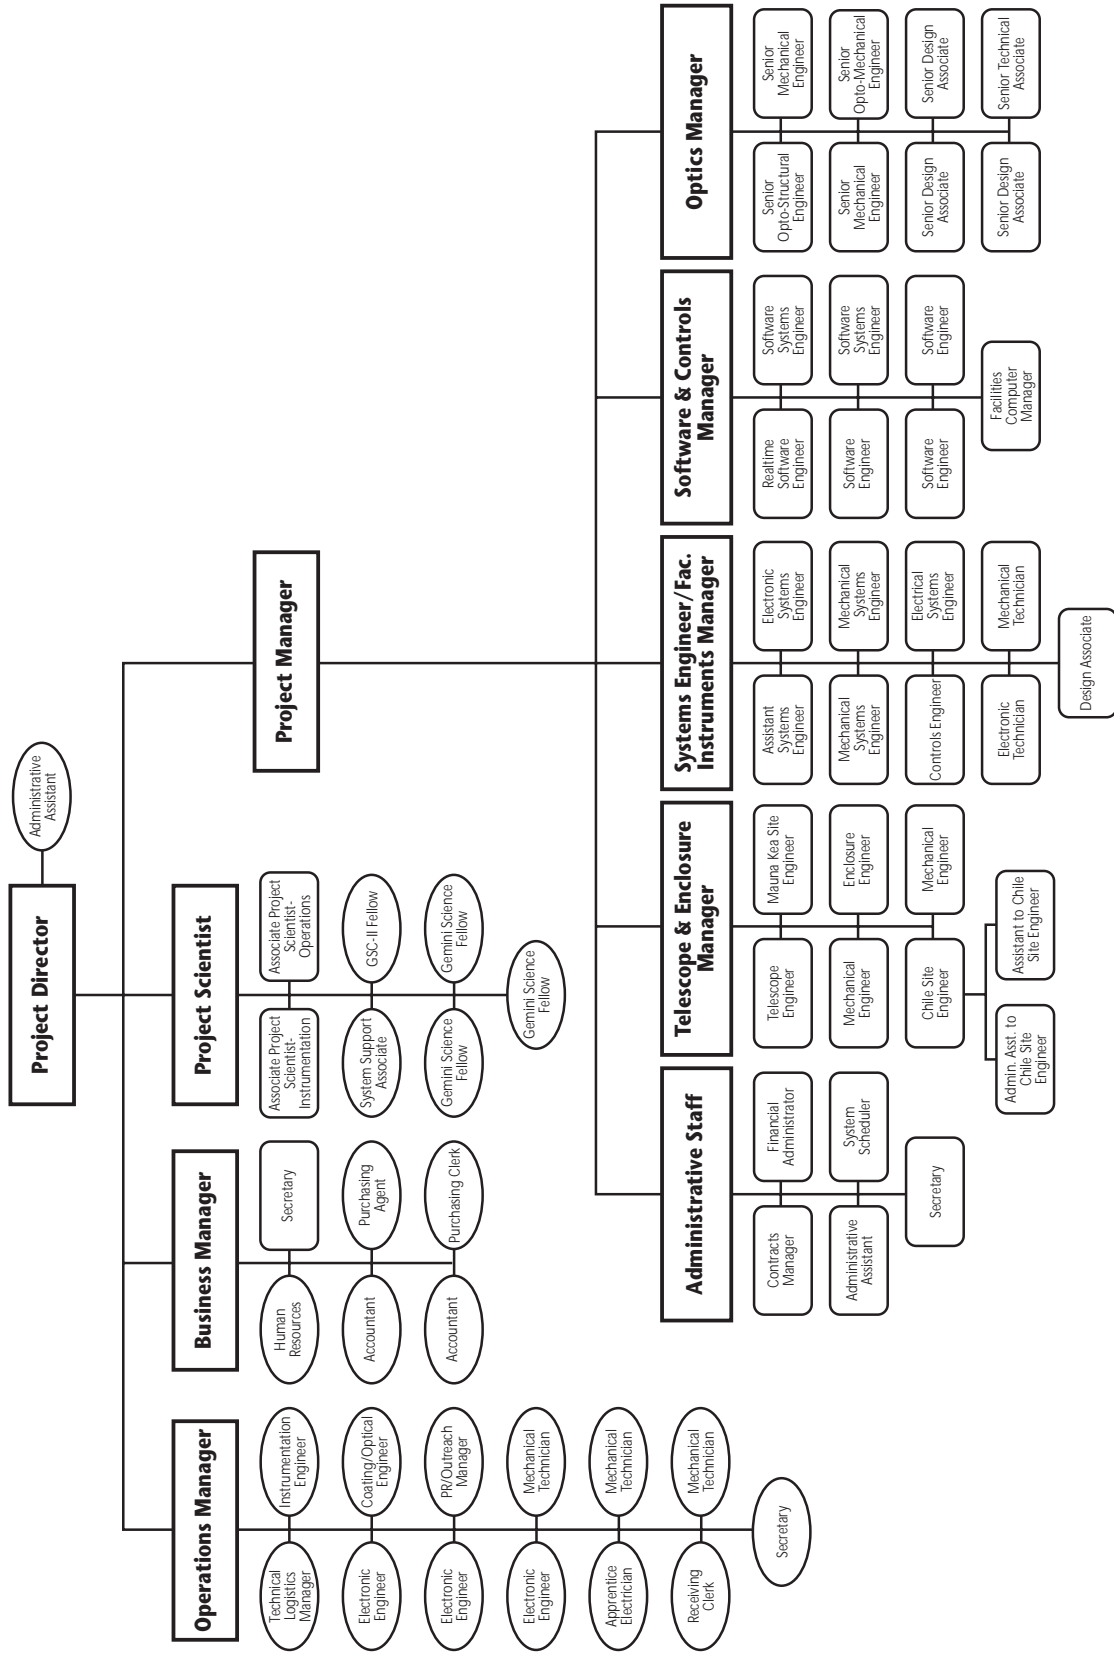 Project Director
Administrative
Assistant
Operations Manager
Technical
Logistics
Manager
Instrumentation
Engineer
Electronic
Engineer
Coating/Optical
Engineer
Electronic
Engineer
PR/Outreach
Manager
Electronic
Engineer
Mechanical
Technician
Apprentice
Electrician
Mechanical
Technician
Receiving
Clerk
Mechanical
Technician
Secretary
Business Manager
Human
Resources
Secretary
Accountant
Purchasing
Agent
Accountant
Purchasing Clerk
Project Scientist
Associate Project
Scientist-
Instrumentation
Associate Project
Scientist-
Operations
System Support
Associate
GSC-II Fellow
Gemini Science
Fellow
Gemini Science
Fellow
Gemini Science
Fellow
Project Manager
Administrative Staff
Contracts
Manager
Financial
Administrator
Administrative
Assistant
System
Scheduler
Secretary
Telescope & Enclosure
Manager
Telescope
Engineer
Mauna Kea Site
Engineer
Mechanical
Engineer
Enclosure
Engineer
Chile Site
Engineer
Mechanical
Engineer
Admin. Asst. to
Chile Site
Engineer
Assistant to Chile
Site Engineer
Systems Engineer/Fac.
Instruments Manager
Assistant
Systems
Engineer
Electronic
Systems
Engineer
Mechanical
Systems
Engineer
Mechanical
Systems
Engineer
Controls Engineer
Electrical
Systems
Engineer
Electronic
Technician
Mechanical
Technician
Design Associate
Software & Controls
Manager
Realtime
Software
Engineer
Software
Systems
Engineer
Software
Engineer
Software
Systems
Engineer
Software
Engineer
Software
Engineer
Facilities
Computer
Manager
Optics Manager
Senior
Opto-Structural
Engineer
Senior
Mechanical
Engineer
Senior
Mechanical
Engineer
Senior
Opto-Mechanical
Engineer
Senior Design
Associate
Senior Design
Associate
Senior Design
Associate
Senior Technical
Associate